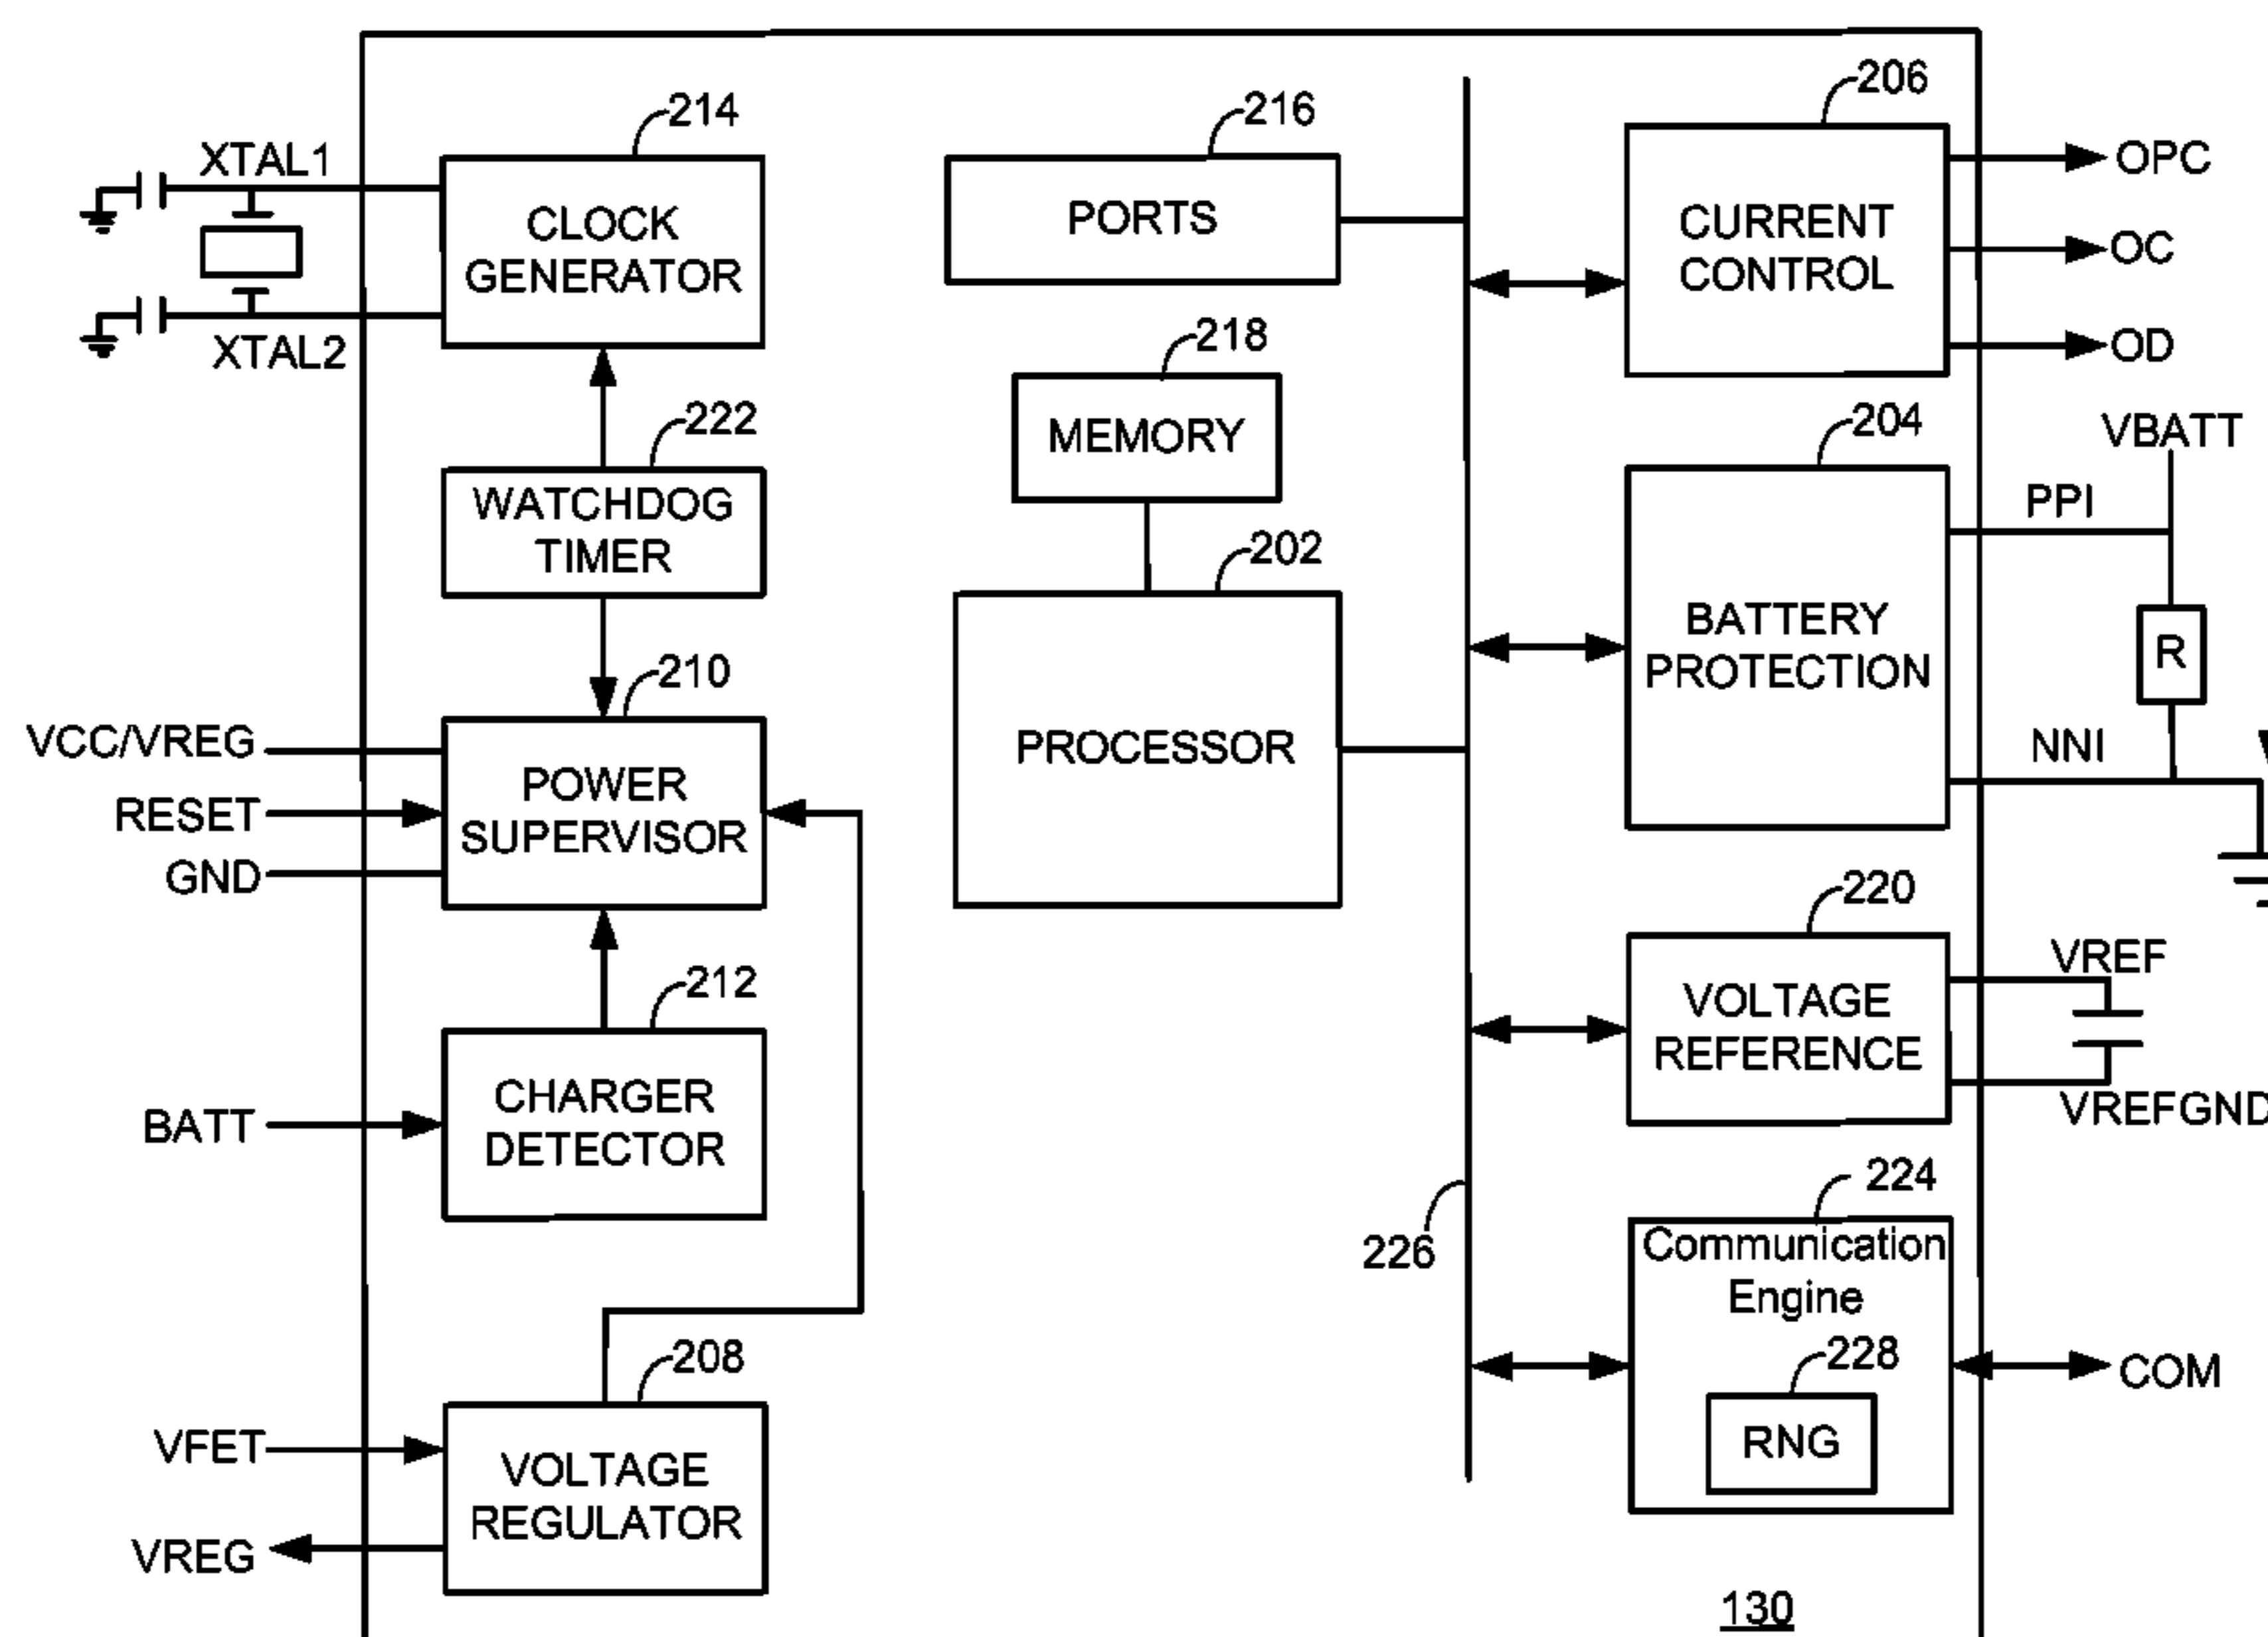 214
XTAL1
CLOCK
GENERATOR
XTAL2
222
WATCHDOG
TIMER
210
VCC/VREG
RESET
GND
POWER
SUPERVISOR
212
BATT
CHARGER
DETECTOR
208
VFET
VREG
VOLTAGE
REGULATOR
216
PORTS
218
MEMORY
202
PROCESSOR
226
206
CURRENT
CONTROL
OPC
OC
OD
204
BATTERY
PROTECTION
VBATT
PPI
R
NNI
220
VOLTAGE
REFERENCE
VREF
VREFGND
224
Communication
Engine
228
RNG
COM
130